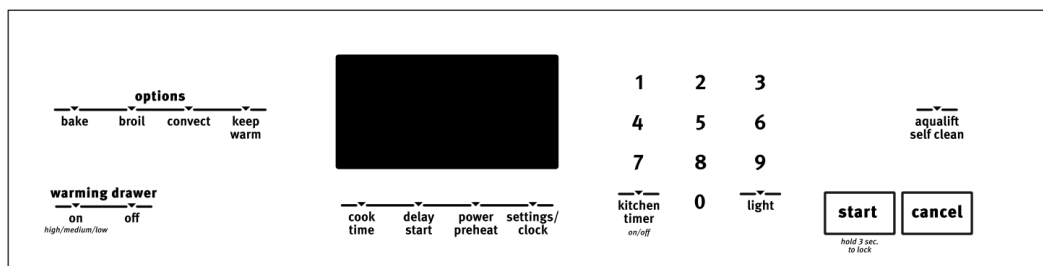 options
bake broil convect keep warm
warming drawer
on off
high/medium/low
cook time delay start power preheat settings/ clock
1 2 3
4 5 6
7 8 9
kitchen timer 0 light
on/off
aqualift
self clean
start cancel
hold 3 sec.
to lock